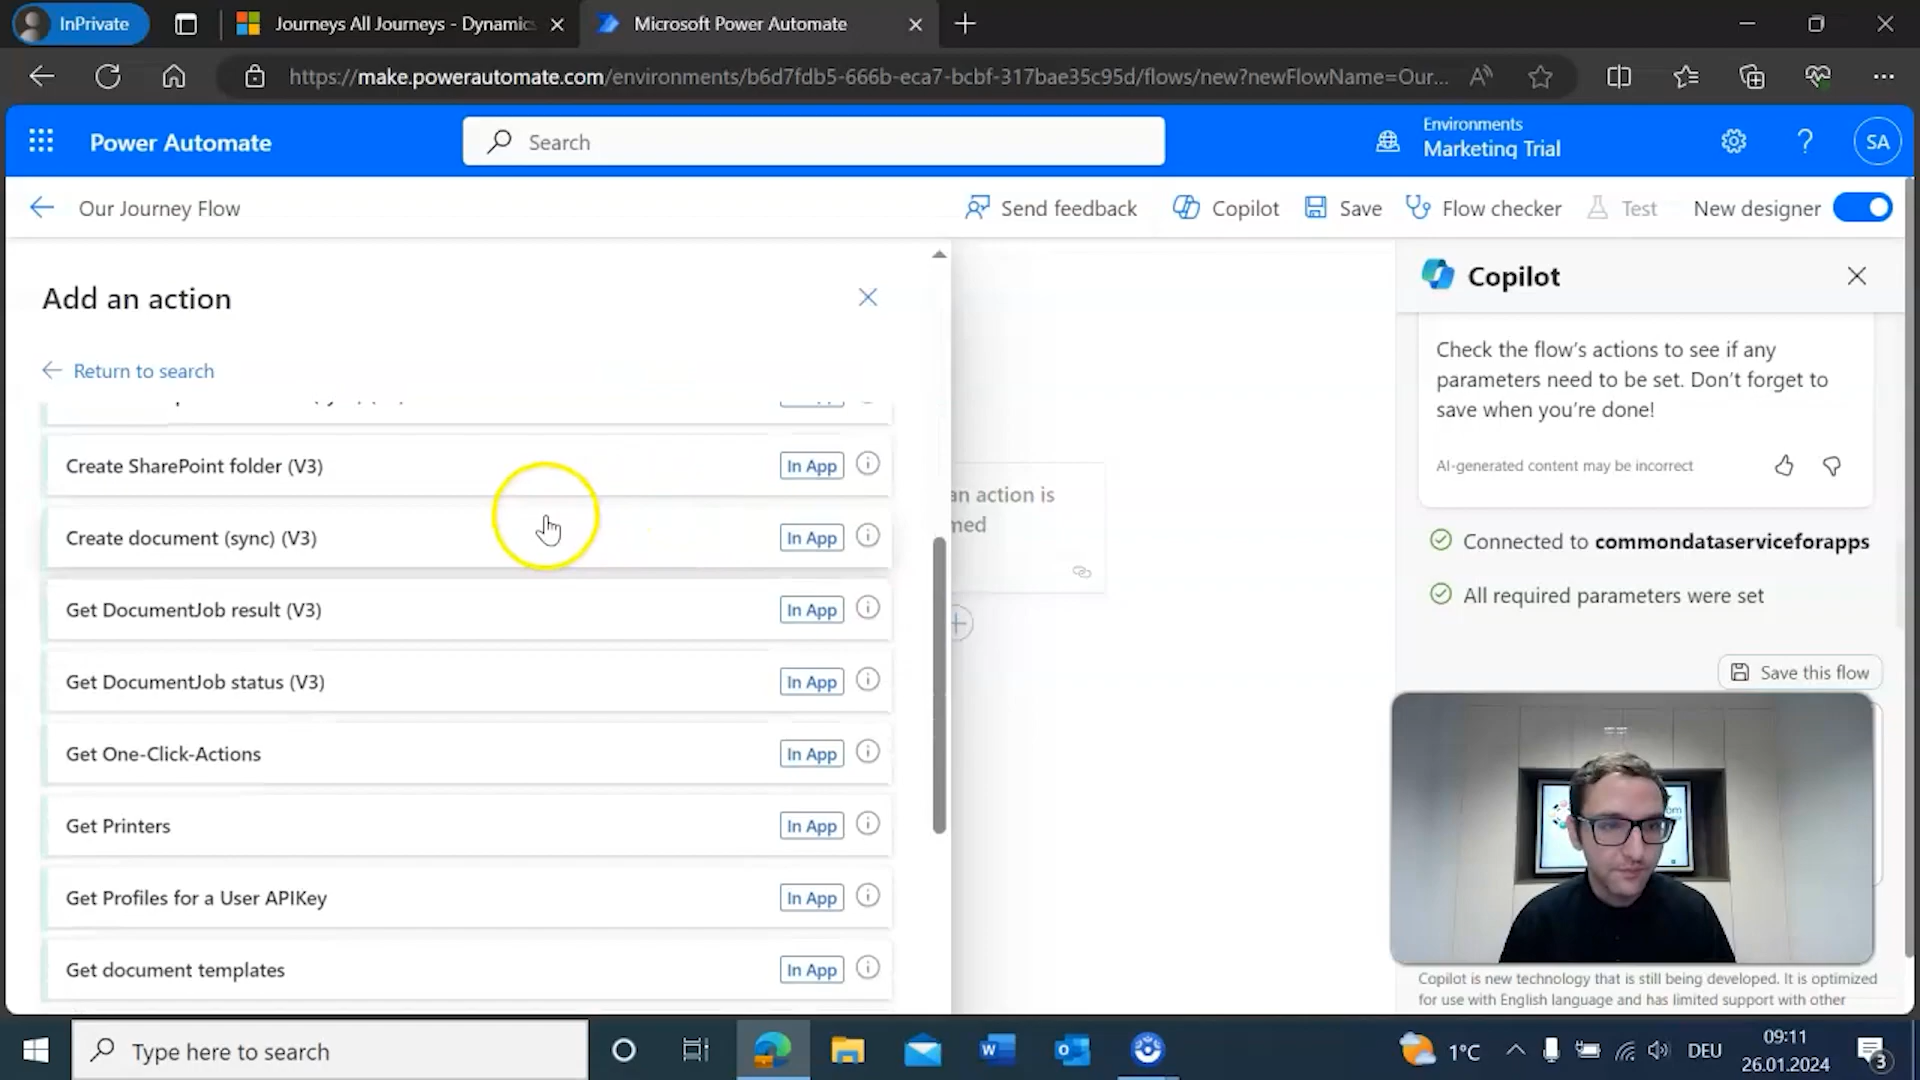 InPrivate
Journeys All Journeys - Dynamic
Microsoft Power Automate
https://make.powerautomate.com/environments/b6d7fdb5-666b-eca7-bcbf-317bae35c95d/flows/new?newFlowName=Our...
Power Automate
Search
Environments
Marketing Trial
SA
Our Journey Flow
Send feedback
Copilot
Save
Flow checker
Test
New designer
Add an action
Return to search
Create SharePoint folder (V3)
In App
Create document (sync) (V3)
In App
Get DocumentJob result (V3)
In App
Get DocumentJob status (V3)
In App
Get One-Click-Actions
In App
Get Printers
In App
Get Profiles for a User APIKey
In App
Get document templates
In App
an action is
med
Copilot
Check the flow's actions to see if any
parameters need to be set. Don't forget to
save when you're done!
AI-generated content may be incorrect
Connected to commondataserviceforapps
All required parameters were set
Save this flow
Copilot is new technology that is still being developed. It is optimized
for use with English language and has limited support with other
Type here to search
1°C
DEU
09:11
26.01.2024
3